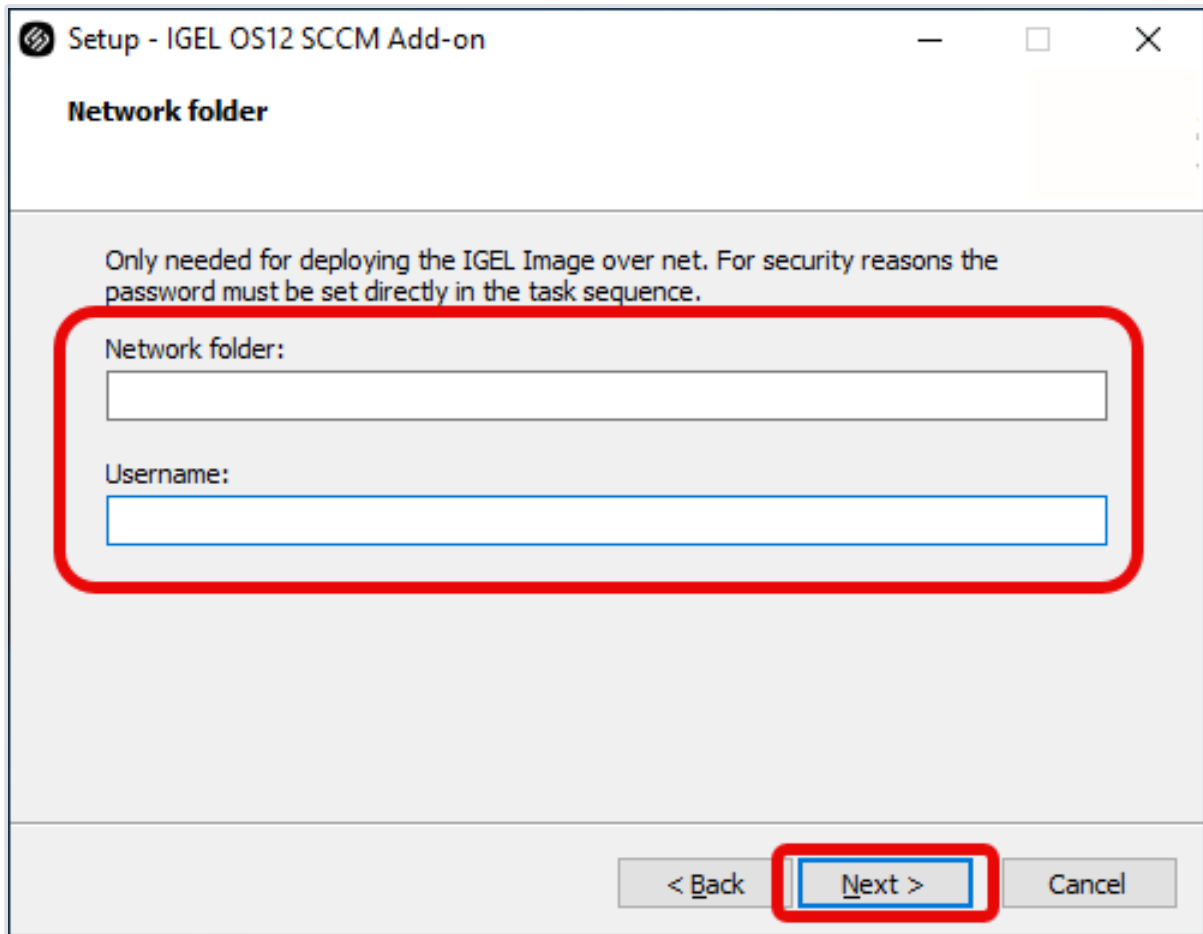 Setup - IGEL OS12 SCCM Add-on
Network folder
Only needed for deploying the IGEL Image over net. For security reasons the
password must be set directly in the task sequence.
Network folder:
Username:
< Back
Next >
Cancel